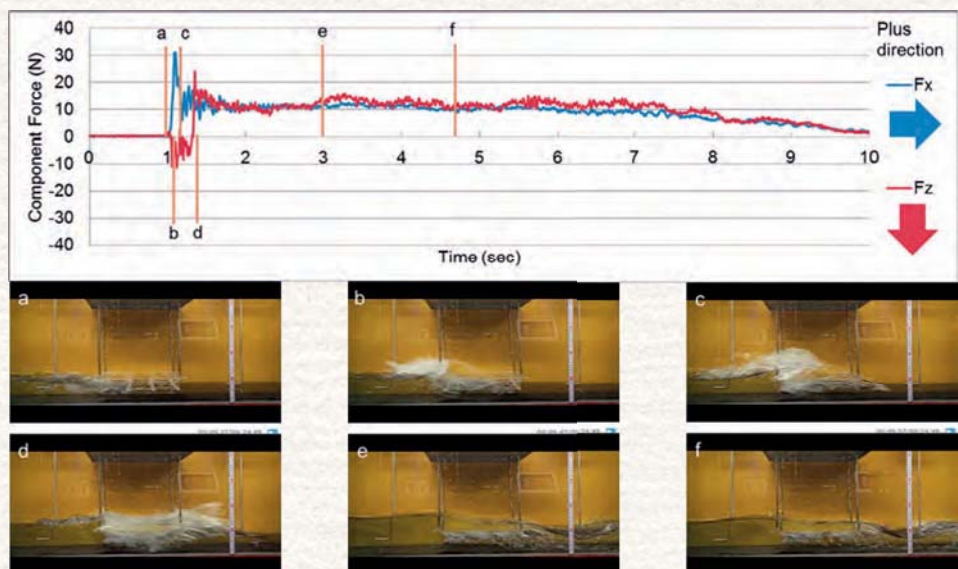 40
30
20
10
0
-10
-20
-30
-40
Component Force (N)
a c e f
0 1 2 3 4 5 6 7 8 9 10
b d
Time (sec)
Plus
direction
Fx
Fz
a
b
c
d
e
f